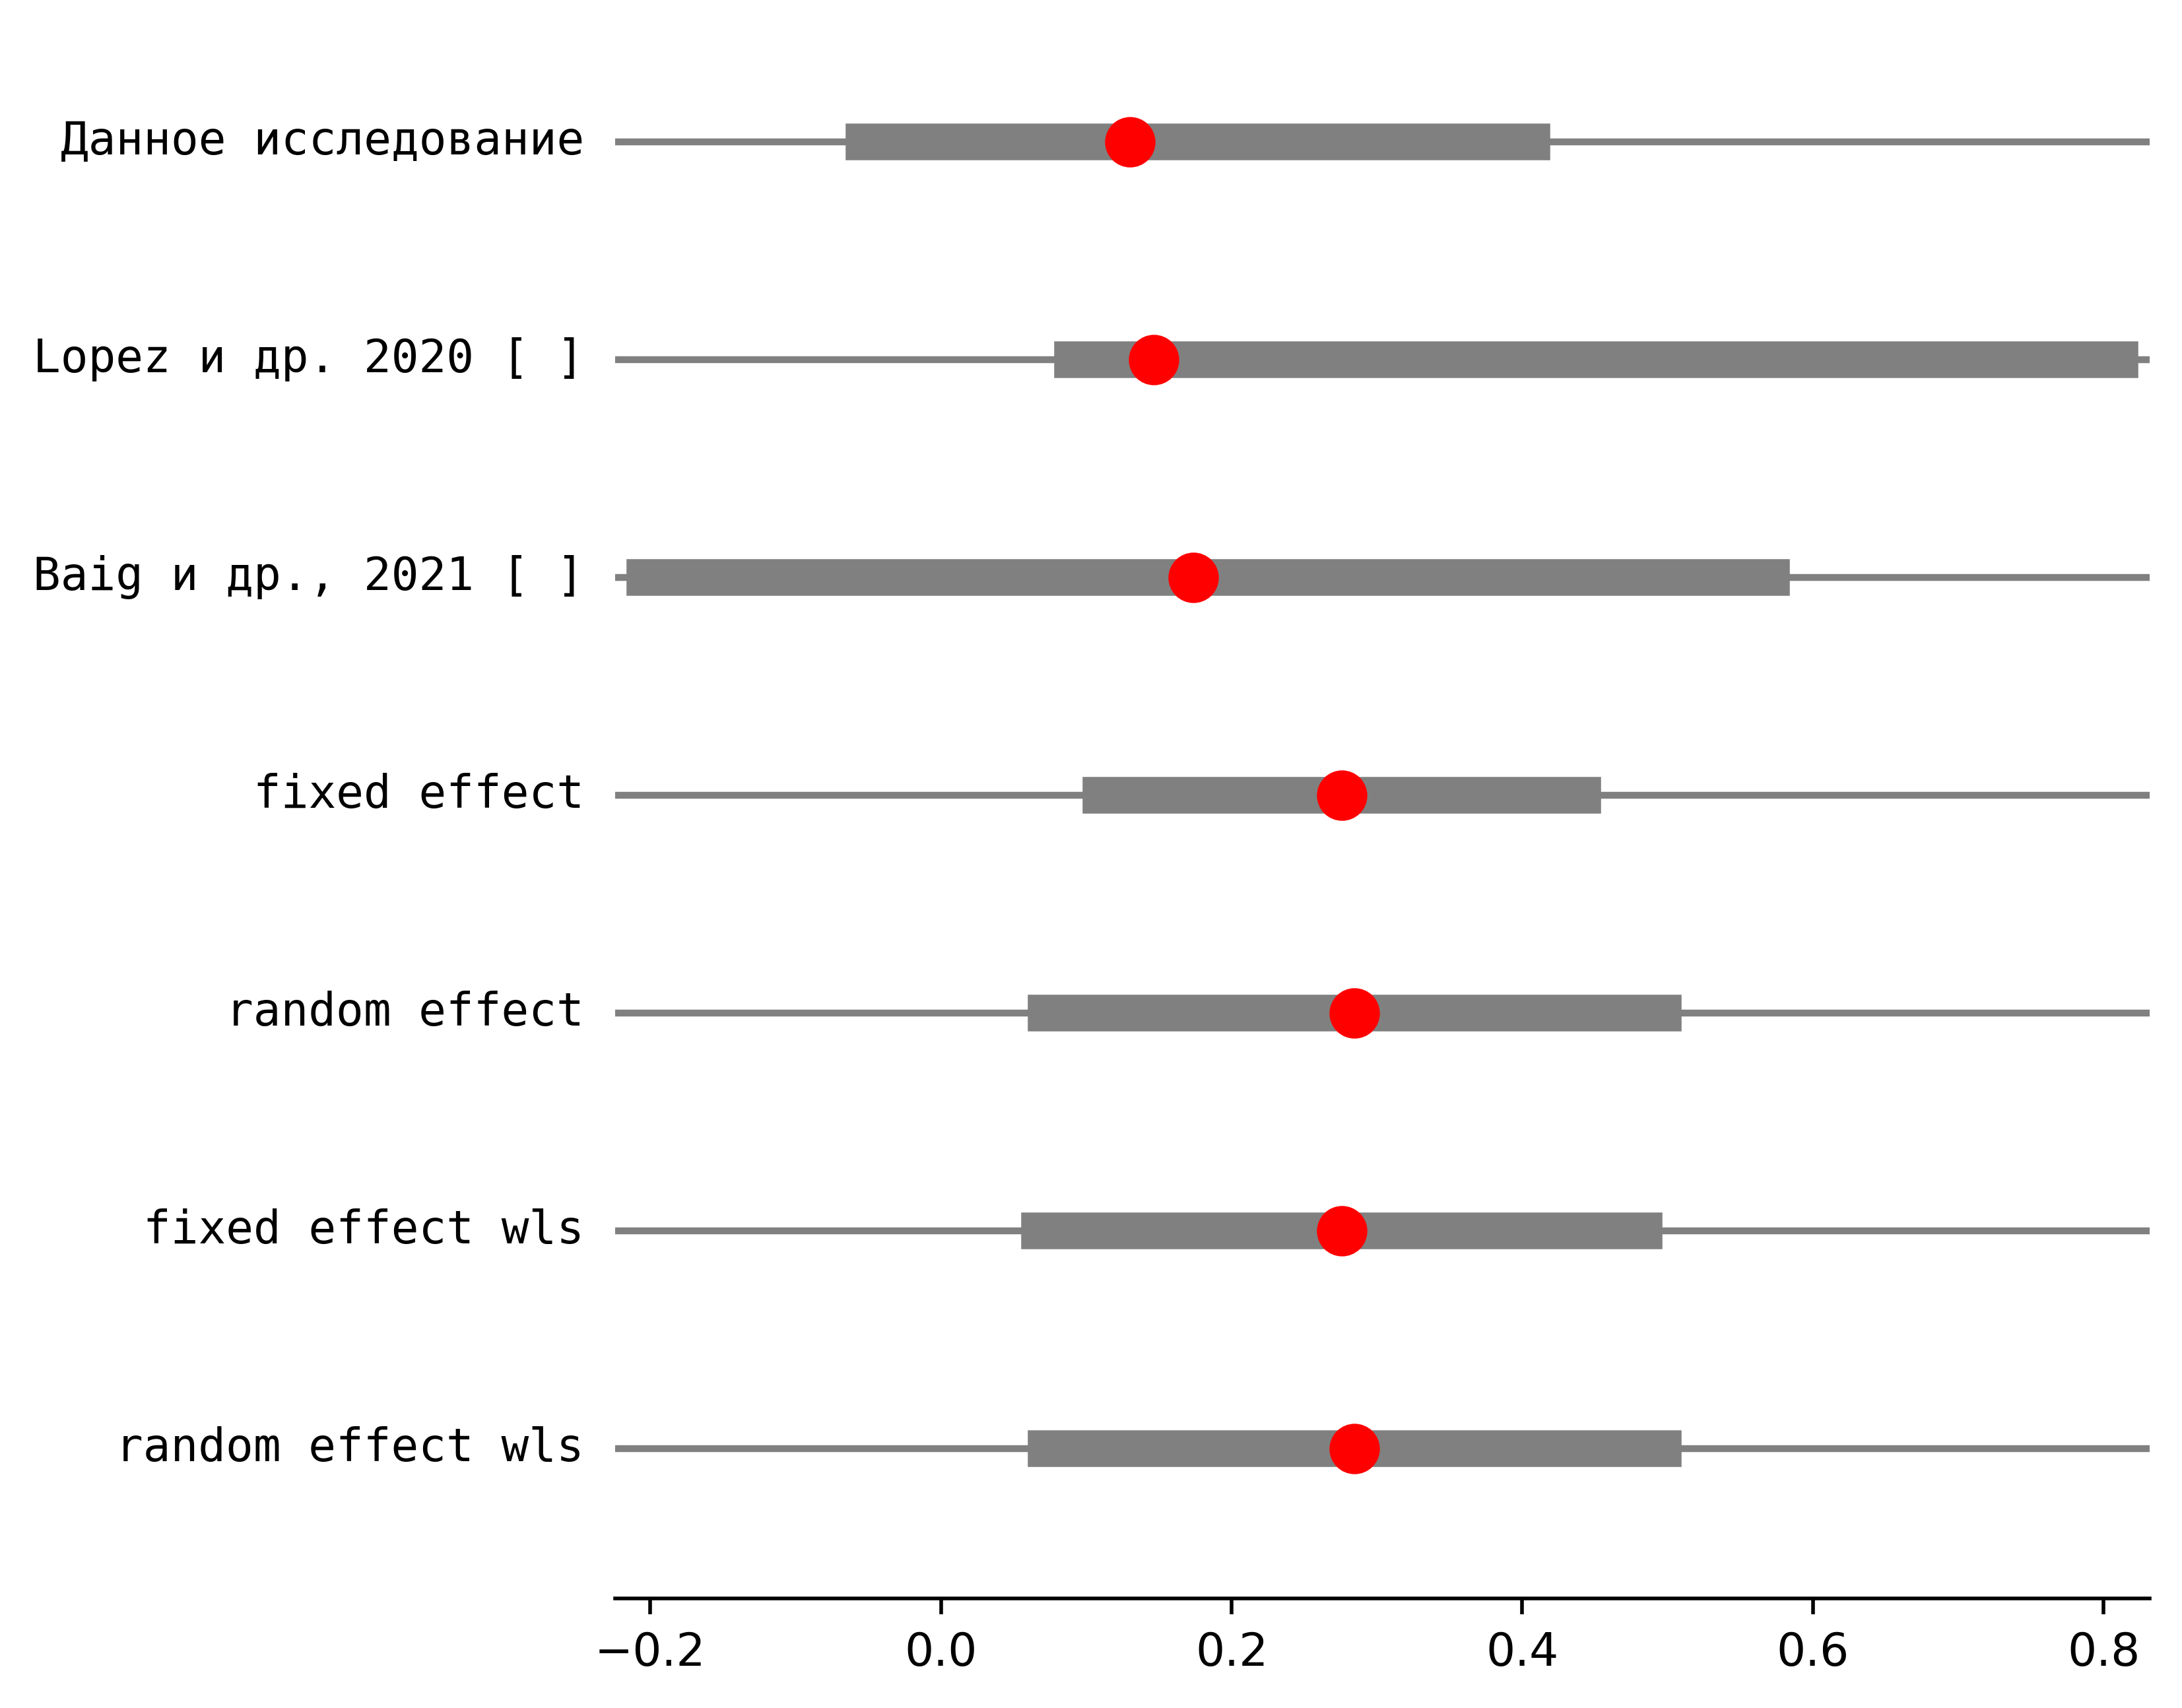 Данное исследование
Lopez и др. 2020 [ ]
Baig и др., 2021 [ ]
fixed effect
random effect
fixed effect wls
random effect wls
−0.2 0.0 0.2 0.4 0.6 0.8